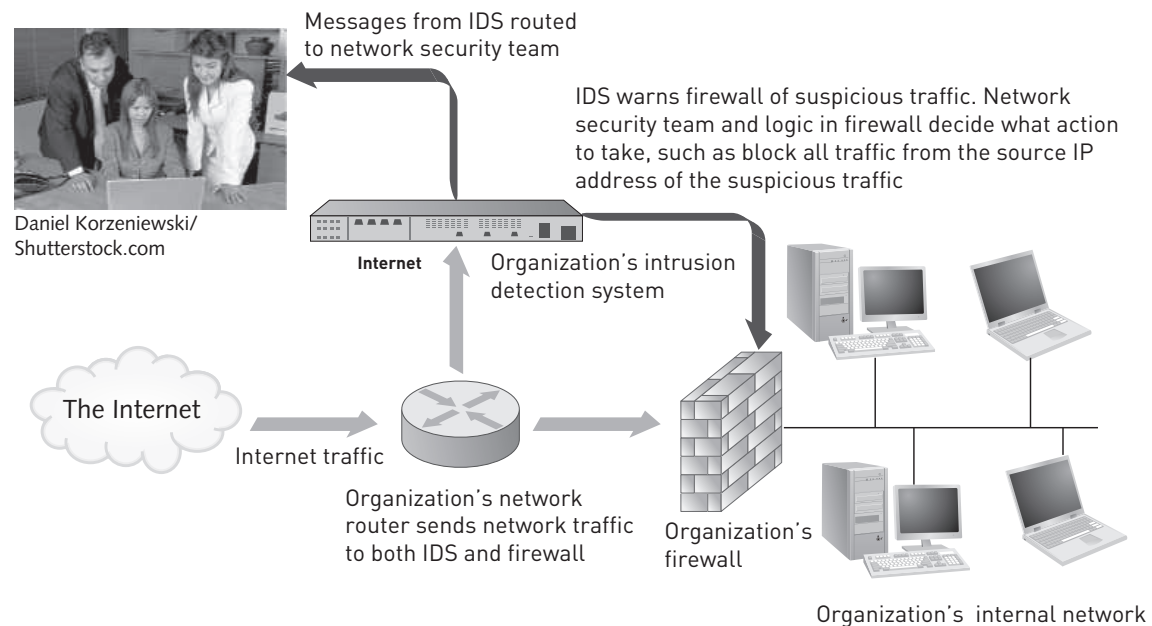 Messages from IDS routed
to network security team
IDS warns firewall of suspicious traffic. Network
security team and logic in firewall decide what action
to take, such as block all traffic from the source IP
address of the suspicious traffic
Daniel Korzeniewski/
Shutterstock.com
Internet
Organization's intrusion
detection system
The Internet
Internet traffic
Organization's network
router sends network traffic
to both IDS and firewall
Organization's
firewall
Organization's internal network